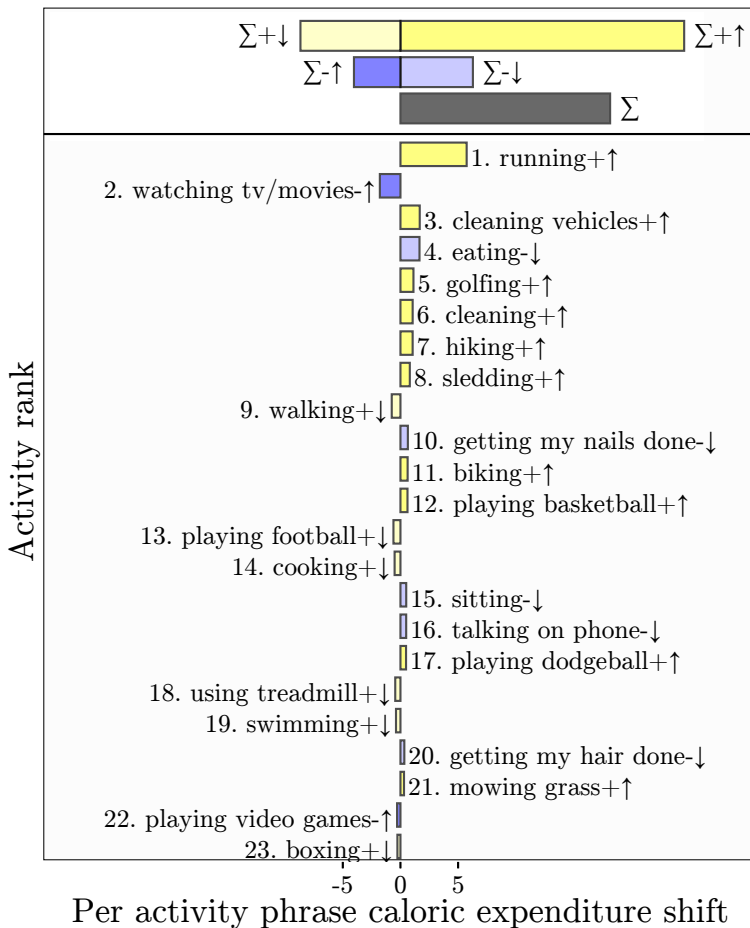 ∑+↓ ∑+↑
∑-↑ ∑-↓
∑
1. running+↑
2. watching tv/movies-↑
3. cleaning vehicles+↑
4. eating-↓
5. golfing+↑
6. cleaning+↑
7. hiking+↑
8. sledding+↑
9. walking+↓
10. getting my nails done-↓
11. biking+↑
12. playing basketball+↑
13. playing football+↓
14. cooking+↓
15. sitting-↓
16. talking on phone-↓
17. playing dodgeball+↑
18. using treadmill+↓
19. swimming+↓
20. getting my hair done-↓
21. mowing grass+↑
22. playing video games-↑
23. boxing+↓
Activity rank
-5 0 5
Per activity phrase caloric expenditure shift